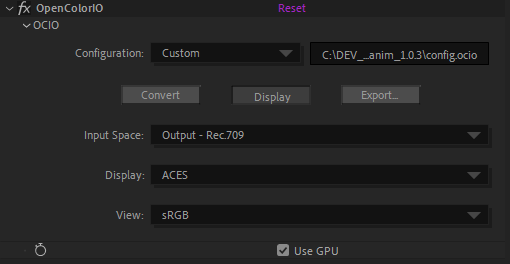 fx OpenColorIO Reset
OCIO
Configuration: Custom C:\DEV_...anim_1.0.3\config.ocio
Convert Display Export...
Input Space: Output - Rec.709
Display: ACES
View: sRGB
Use GPU